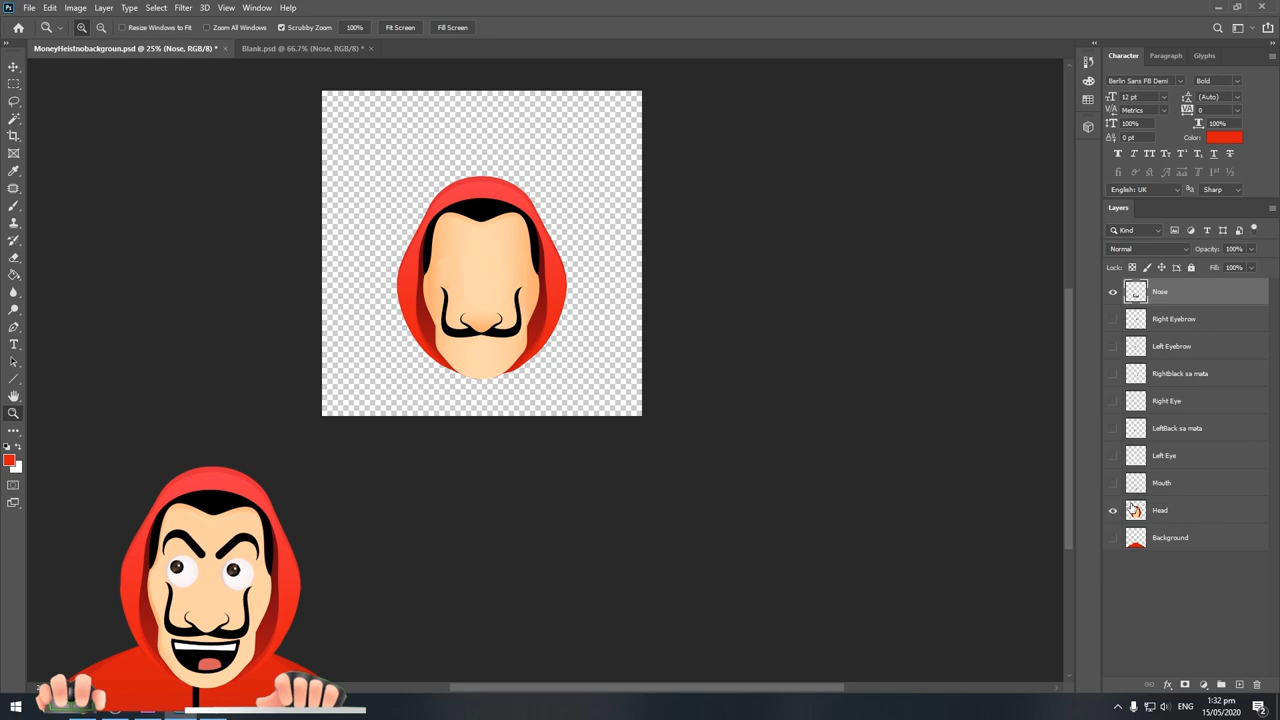 File Edit Image Layer Type Select Filter 3D View Window Help
Resize Windows to Fit Zoom All Windows Scrubby Zoom 100% Fit Screen Fill Screen
MoneyHeistnobackgroun.psd @ 25% (Nose, RGB/8) * × Blank.psd @ 66.7% (Nose, RGB/8) * ×
Character Paragraph Glyphs
Berlin Sans FB Demi Bold
12 pt (Auto)
Metrics 0
100% 100%
0 pt Color:
English: UK Sharp
Layers
Kind
Normal Opacity: 100%
Lock: Fill: 100%
Nose
Right Eyebrow
Left Eyebrow
Rightblack sa mata
Right Eye
LeftBack sa mata
Left Eye
Mouth
Head
Background
ENG 1:32 pm
15/05/2020